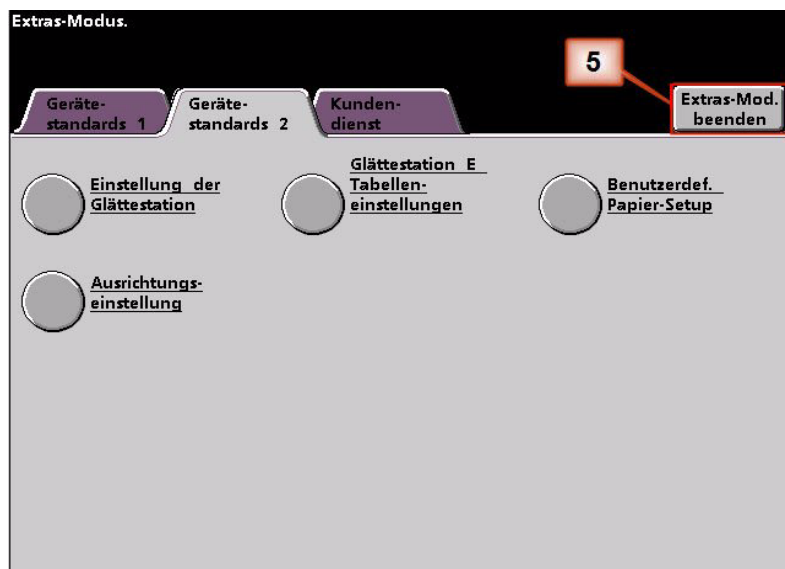 Extras-Modus.
5
Geräte-
standards 1
Geräte-
standards 2
Kunden-
dienst
Extras-Mod.
beenden
Einstellung der
Glättestation
Glättestation E
Tabellen-
einstellungen
Benutzerdef.
Papier-Setup
Ausrichtungs-
einstellung